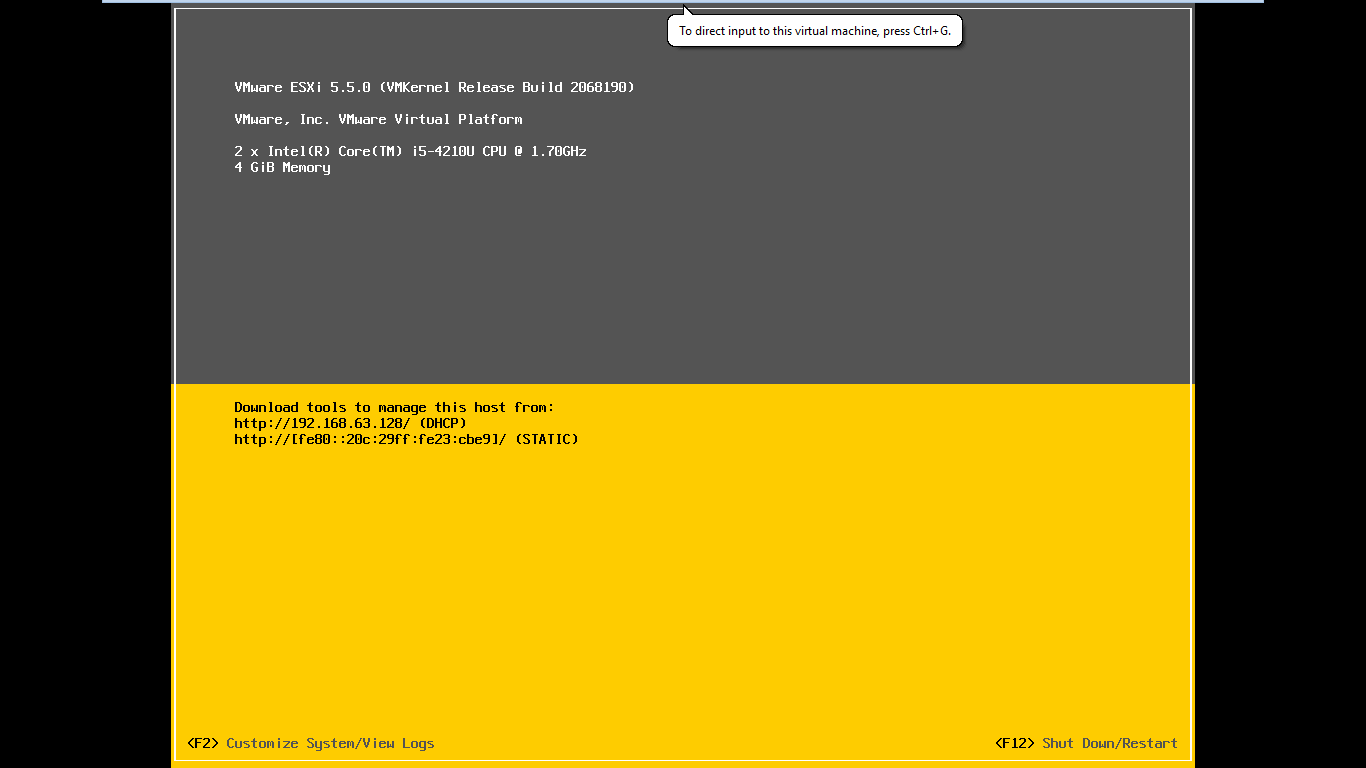 To direct input to this virtual machine, press Ctrl+G.
VMware ESXi 5.5.0 (VMKernel Release Build 2068190)
VMware, Inc. VMware Virtual Platform
2 x Intel(R) Core(TM) i5-4210U CPU @ 1.70GHz
4 GiB Memory
Download tools to manage this host from:
http://192.168.63.128/ (DHCP)
http://[fe80::20c:29ff:fe23:cbe9]/ (STATIC)
<F2> Customize System/View Logs
<F12> Shut Down/Restart